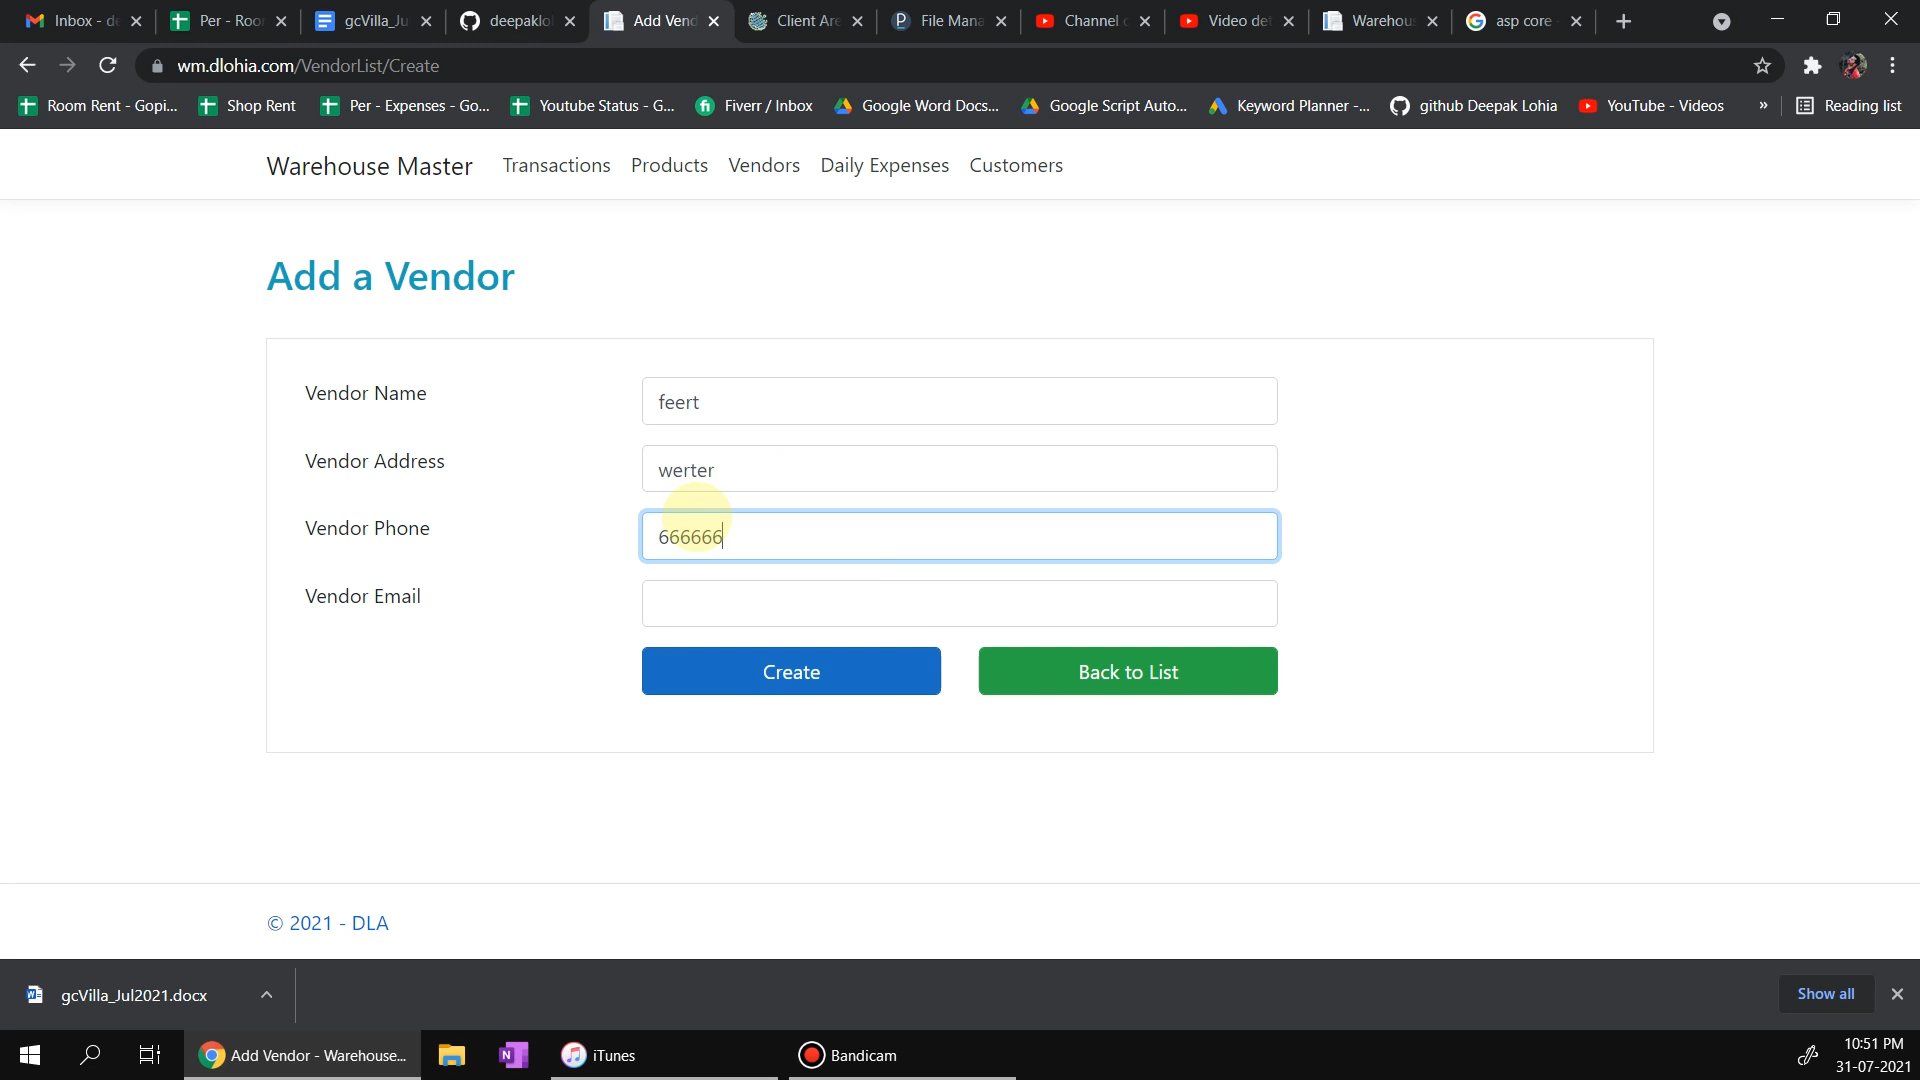 Inbox - de
Per - Roor
gcVilla_Ju
deepaklol
Add Vend
Client Are
File Mana
Channel c
Video det
Warehous
asp core -
wm.dlohia.com/VendorList/Create
Room Rent - Gopi...
Shop Rent
Per - Expenses - Go...
Youtube Status - G...
Fiverr / Inbox
Google Word Docs...
Google Script Auto...
Keyword Planner -...
github Deepak Lohia
YouTube - Videos
»
Reading list
Warehouse Master
Transactions
Products
Vendors
Daily Expenses
Customers
Add a Vendor
Vendor Name
feert
Vendor Address
werter
Vendor Phone
666666
Vendor Email
Create
Back to List
© 2021 - DLA
gcVilla_Jul2021.docx
Show all
Add Vendor - Warehouse...
iTunes
Bandicam
10:51 PM
31-07-2021